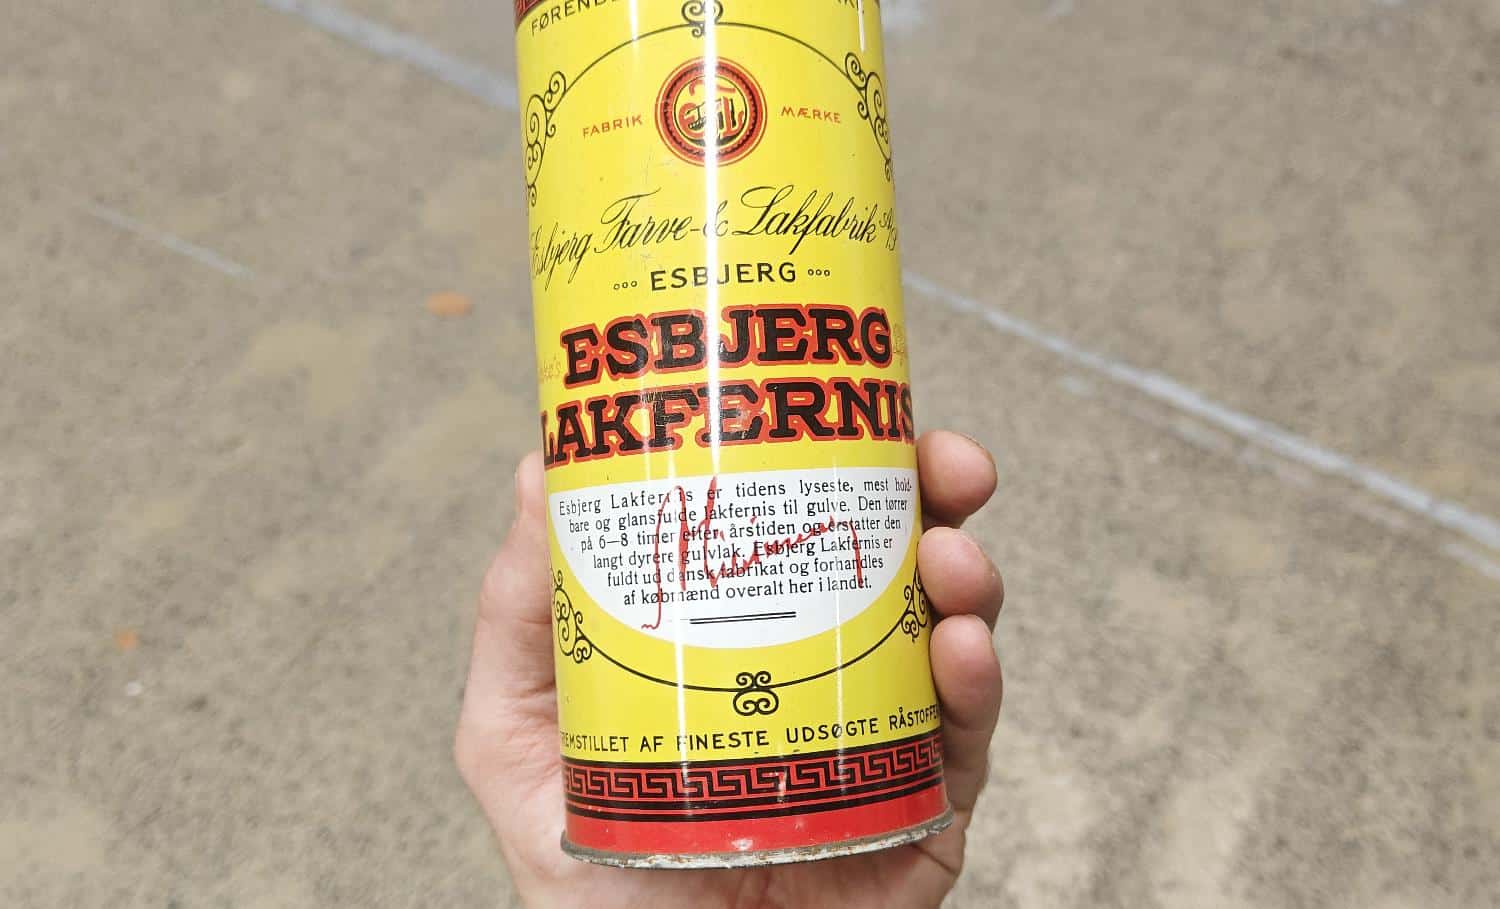 FABRIK MÆRKE
Esbjerg Farve- & Lakfabrik A/S
ESBJERG
ESBJERG
LAKFERNIS
Esbjerg Lakfernis er tidens lyseste, mest hold-
bare og glansfulde lakfernis til gulve. Den tørrer
på 6—8 timer efter årstiden og erstatter den
langt dyrere gulvlak. Esbjerg Lakfernis er
fuldt ud dansk fabrikat og forhandles
af købmænd overalt her i landet.
FREMSTILLET AF FINESTE UDSØGTE RÅSTOFFER